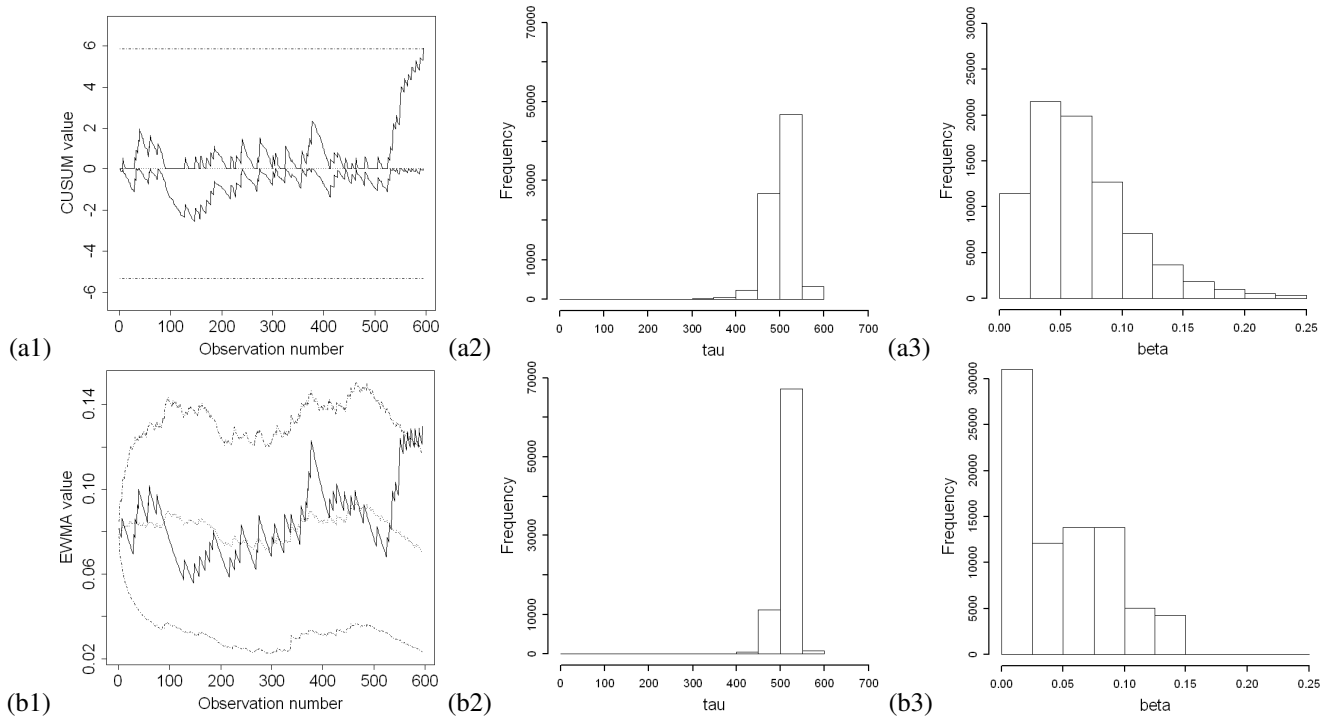 CUSUM value
6
4
2
0
-2
-4
-6
0 100 200 300 400 500 600
Observation number
(a1)
Frequency
70000
50000
30000
10000
0
0 100 200 300 400 500 600 700
tau
(a2)
Frequency
30000
25000
20000
15000
10000
5000
0
0.00 0.05 0.10 0.15 0.20 0.25
beta
(a3)
EWMA value
0.14
0.10
0.06
0.02
0 100 200 300 400 500 600
Observation number
(b1)
Frequency
70000
50000
30000
10000
0
0 100 200 300 400 500 600 700
tau
(b2)
Frequency
30000
25000
20000
15000
10000
5000
0
0.00 0.05 0.10 0.15 0.20 0.25
beta
(b3)